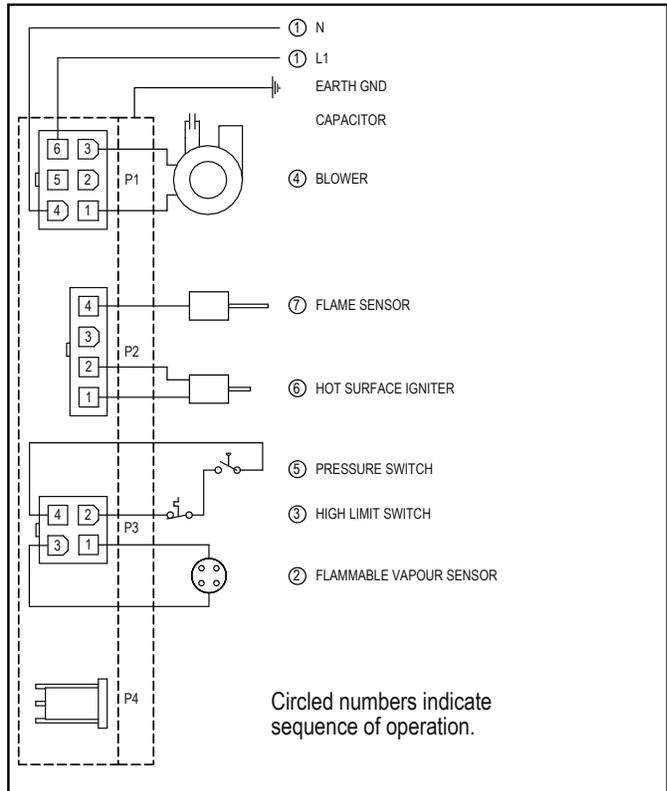 ① N
① L1
EARTH GND
CAPACITOR
6 3
5 2 P1
④ BLOWER
4 1
4
⑦ FLAME SENSOR
3
P2
2
⑥ HOT SURFACE IGNITER
1
⑤ PRESSURE SWITCH
4 2
③ HIGH LIMIT SWITCH
P3
3 1
② FLAMMABLE VAPOUR SENSOR
P4
Circled numbers indicate
sequence of operation.